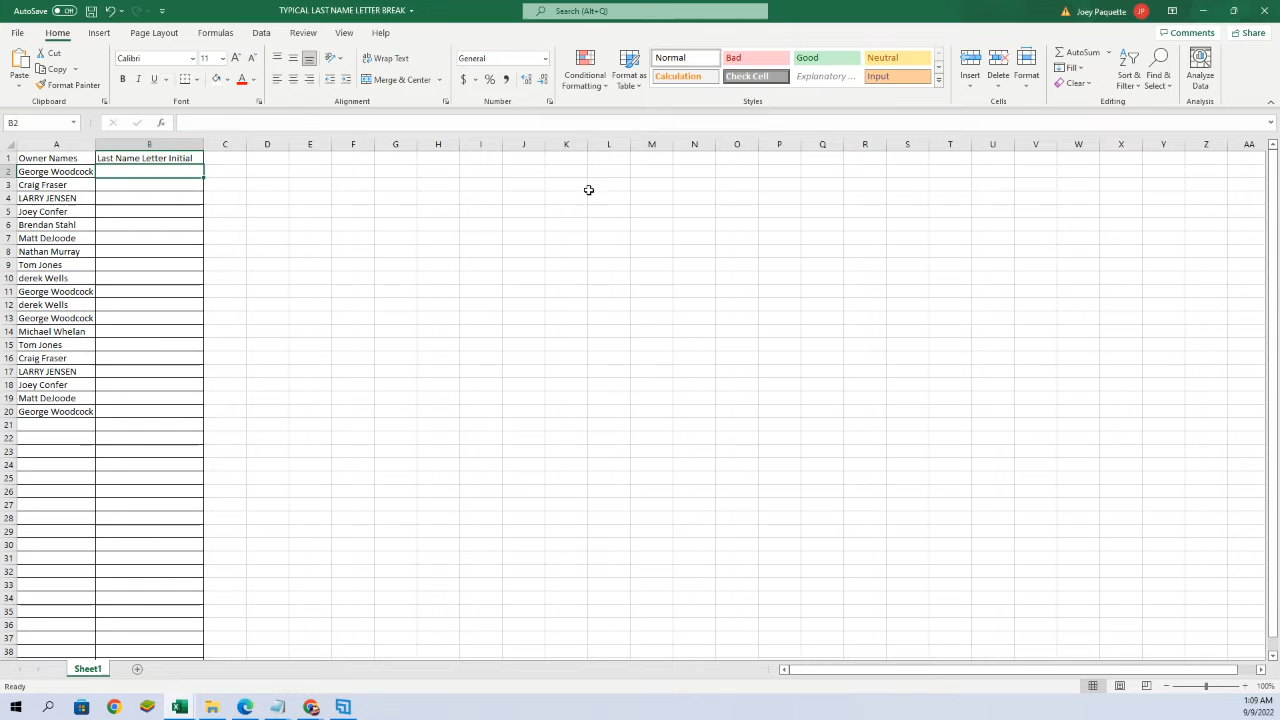 AutoSave Off TYPICAL LAST NAME LETTER BREAK Search (Alt+Q) Joey Paquette JP
File Home Insert Page Layout Formulas Data Review View Help Comments Share
Paste Cut Copy Format Painter Clipboard
Calibri 11 A A B I U A Font
Wrap Text Merge & Center Alignment
General $ % , Number
Conditional Formatting Format as Table
Normal Bad Good Neutral
Calculation Check Cell Explanatory ... Input
Styles
Insert Delete Format Cells
AutoSum Fill Clear Sort & Filter Find & Select Editing
Analyze Data Analysis
B2 fx
A B C D E F G H I J K L M N O P Q R S T U V W X Y Z AA
1 Owner Names Last Name Letter Initial
2 George Woodcock
3 Craig Fraser
4 LARRY JENSEN
5 Joey Confer
6 Brendan Stahl
7 Matt DeJoode
8 Nathan Murray
9 Tom Jones
10 derek Wells
11 George Woodcock
12 derek Wells
13 George Woodcock
14 Michael Whelan
15 Tom Jones
16 Craig Fraser
17 LARRY JENSEN
18 Joey Confer
19 Matt DeJoode
20 George Woodcock
21
22
23
24
25
26
27
28
29
30
31
32
33
34
35
36
37
38
Sheet1
Ready 100%
1:09 AM
9/9/2022